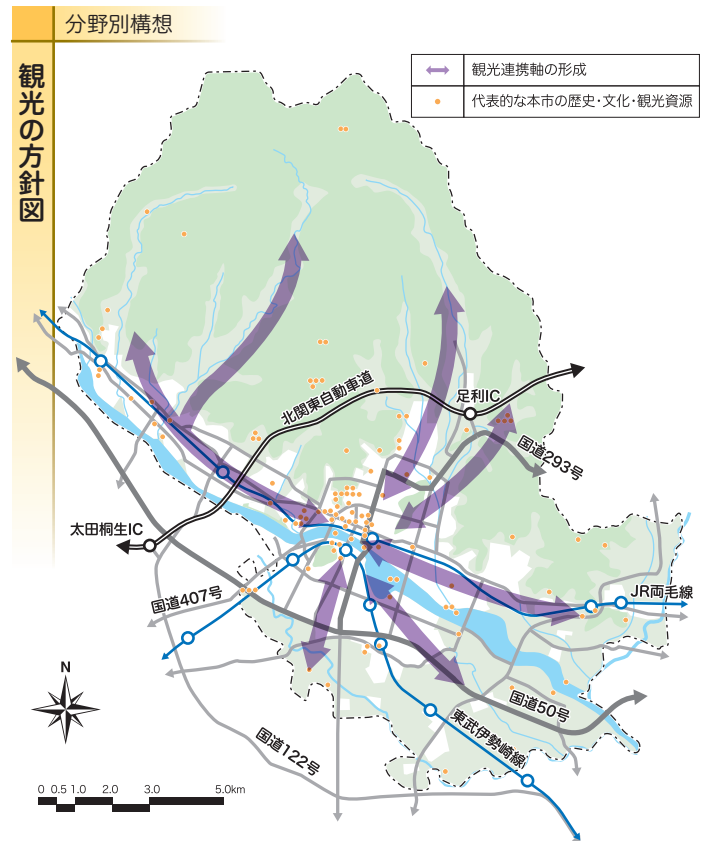 分野別構想
観光の方針図
観光連携軸の形成
代表的な本市の歴史・文化・観光資源
北関東自動車道
足利IC
国道293号
太田桐生IC
国道407号
JR両毛線
国道50号
東武伊勢崎線
国道122号
N
0 0.5 1.0 2.0 3.0 5.0km